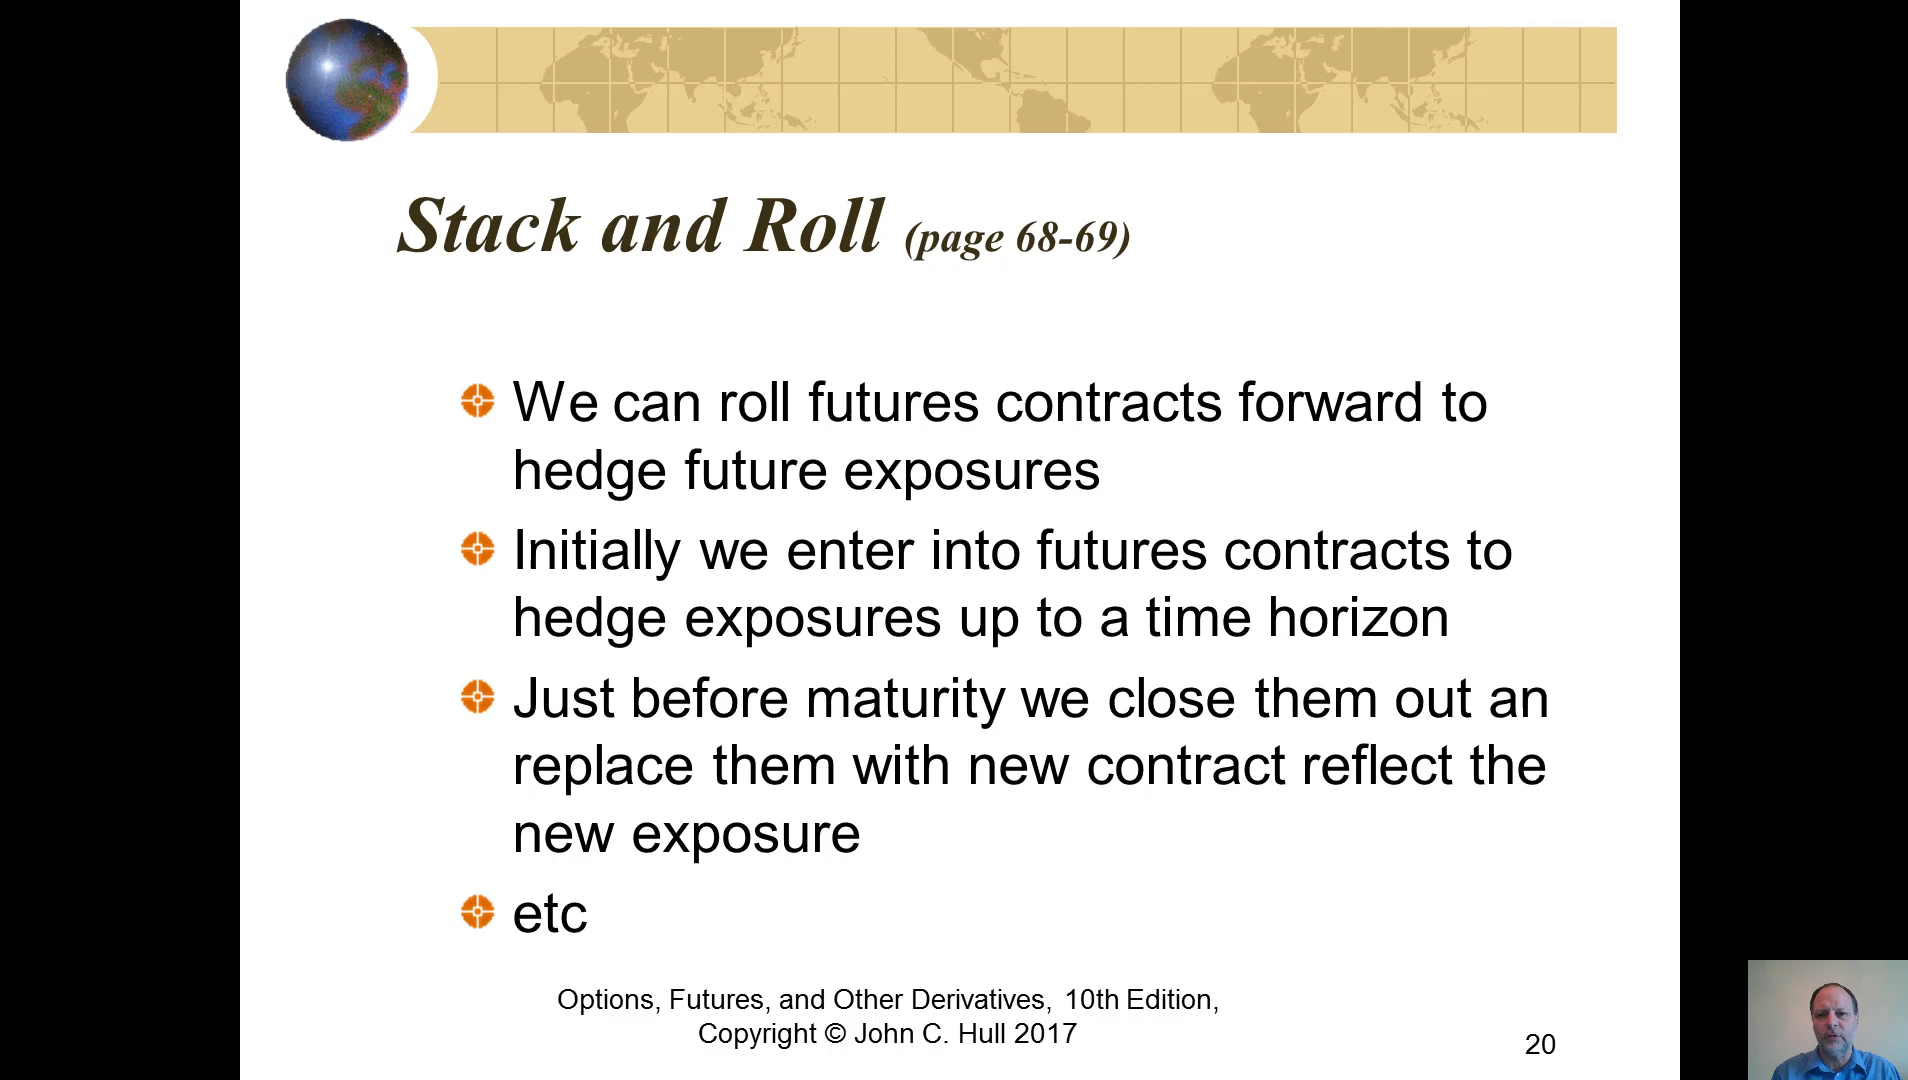 Stack and Roll (page 68-69)
We can roll futures contracts forward to
hedge future exposures
Initially we enter into futures contracts to
hedge exposures up to a time horizon
Just before maturity we close them out an
replace them with new contract reflect the
new exposure
etc
Options, Futures, and Other Derivatives, 10th Edition,
Copyright © John C. Hull 2017
20